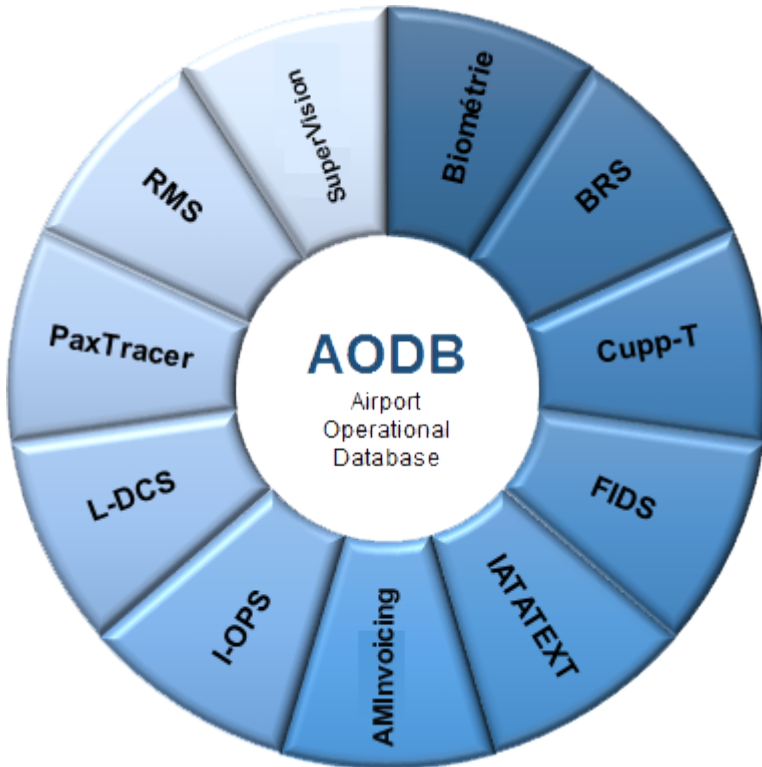 AODB
Airport
Operational
Database
Biométrie
BRS
Cupp-T
FIDS
IATATEXT
AMInvoicing
I-OPS
L-DCS
PaxTracer
RMS
SuperVision